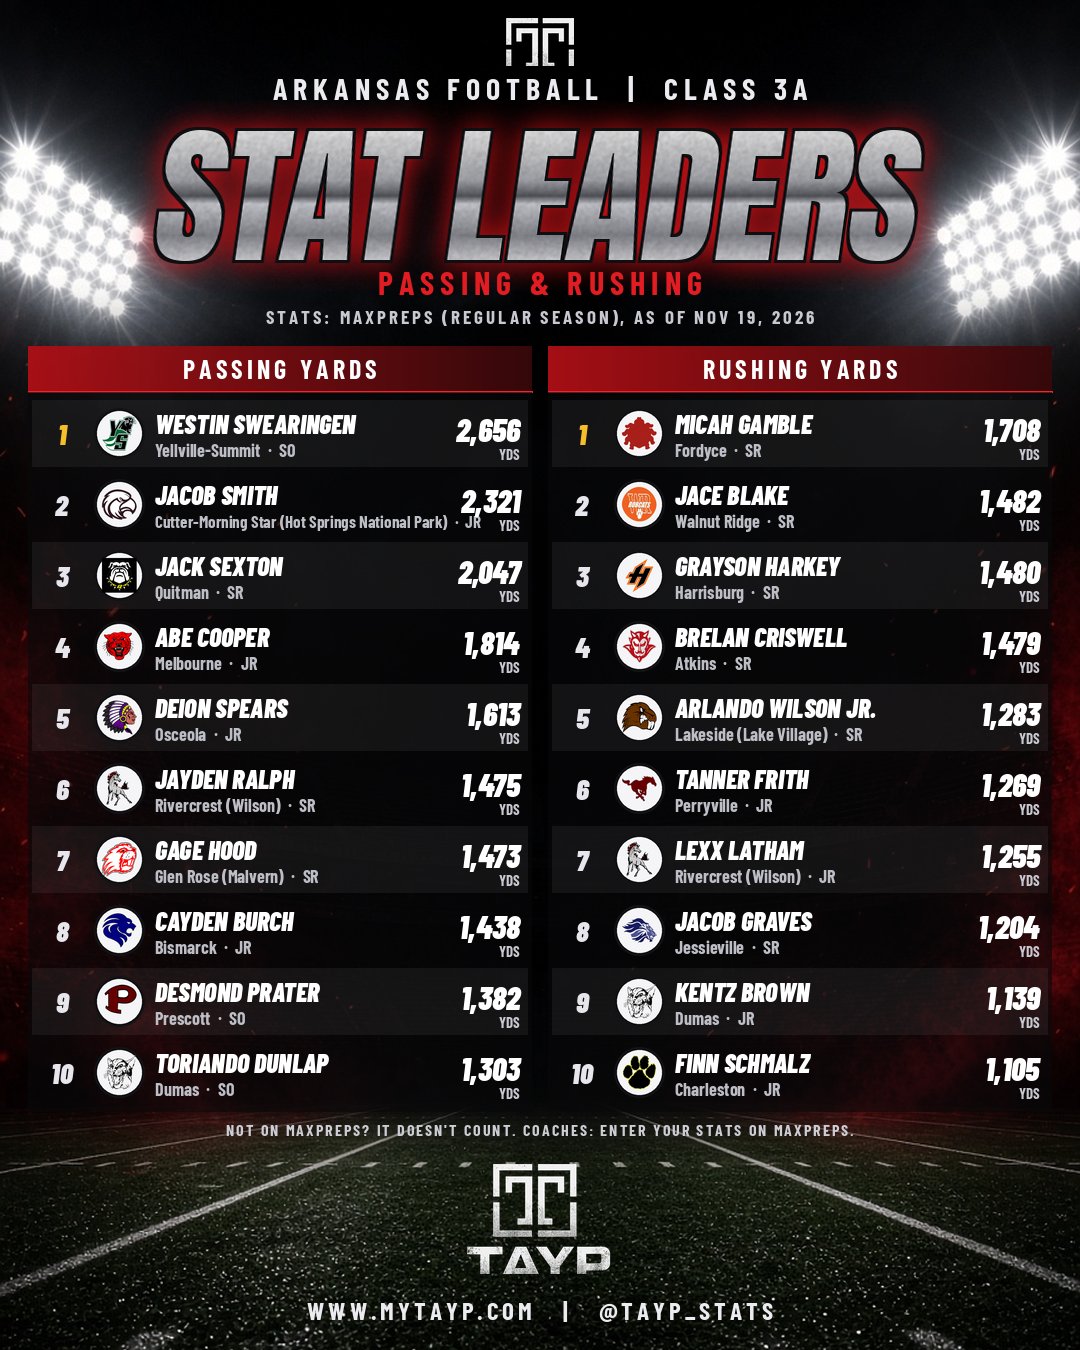 ARKANSAS FOOTBALL | CLASS 3A
STAT LEADERS
PASSING & RUSHING
STATS: MAXPREPS (REGULAR SEASON), AS OF NOV 19, 2026
PASSING YARDS
1 WESTIN SWEARINGEN 2,656
Yellville-Summit · SO YDS
2 JACOB SMITH 2,321
Cutter-Morning Star (Hot Springs National Park) · JR YDS
3 JACK SEXTON 2,047
Quitman · SR YDS
4 ABE COOPER 1,814
Melbourne · JR YDS
5 DEION SPEARS 1,613
Osceola · JR YDS
6 JAYDEN RALPH 1,475
Rivercrest (Wilson) · SR YDS
7 GAGE HOOD 1,473
Glen Rose (Malvern) · SR YDS
8 CAYDEN BURCH 1,438
Bismarck · JR YDS
9 P DESMOND PRATER 1,382
Prescott · SO YDS
10 TORIANDO DUNLAP 1,303
Dumas · SO YDS
RUSHING YARDS
1 MICAH GAMBLE 1,708
Fordyce · SR YDS
2 WR BOBCATS JACE BLAKE 1,482
Walnut Ridge · SR YDS
3 H GRAYSON HARKEY 1,480
Harrisburg · SR YDS
4 BRELAN CRISWELL 1,479
Atkins · SR YDS
5 ARLANDO WILSON JR. 1,283
Lakeside (Lake Village) · SR YDS
6 TANNER FRITH 1,269
Perryville · JR YDS
7 LEXX LATHAM 1,255
Rivercrest (Wilson) · JR YDS
8 JACOB GRAVES 1,204
Jessieville · SR YDS
9 KENTZ BROWN 1,139
Dumas · JR YDS
10 FINN SCHMALZ 1,105
Charleston · JR YDS
NOT ON MAXPREPS? IT DOESN'T COUNT. COACHES: ENTER YOUR STATS ON MAXPREPS.
TAYP
WWW.MYTAYP.COM | @TAYP_STATS